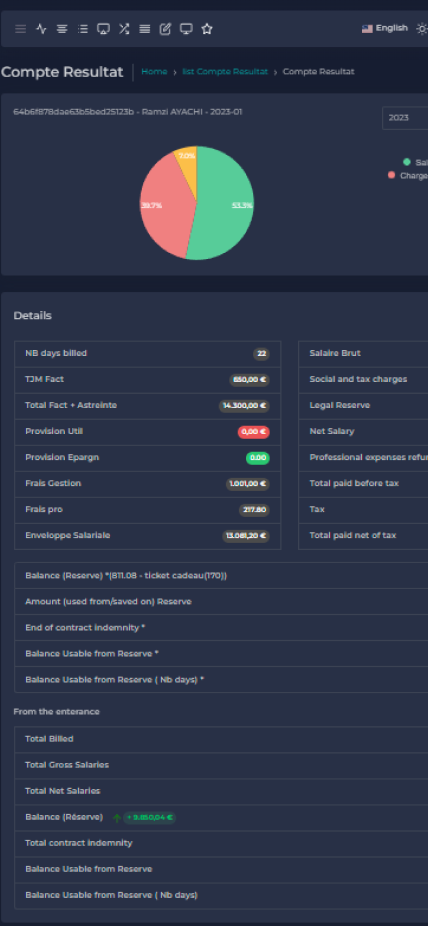 English
Compte Resultat
Home › list Compte Resultat › Compte Resultat
64b6f878dae63b5bed25123b - Ramzi AYACHI - 2023-01
2023
7.0%
39.7%
53.3%
Sal
Charge
Details
NB days billed 22
TJM Fact 650,00 €
Total Fact + Astreinte 14.300,00 €
Provision Util 0,00 €
Provision Epargn 0.00
Frais Gestion 1.001,00 €
Frais pro 217.80
Enveloppe Salariale 13.081,20 €
Salaire Brut
Social and tax charges
Legal Reserve
Net Salary
Professional expenses refun
Total paid before tax
Tax
Total paid net of tax
Balance (Reserve) *(811.08 - ticket cadeau(170))
Amount (used from/saved on) Reserve
End of contract indemnity *
Balance Usable from Reserve *
Balance Usable from Reserve ( Nb days) *
From the enterance
Total Billed
Total Gross Salaries
Total Net Salaries
Balance (Réserve) ↑ + 9.850,04 €
Total contract indemnity
Balance Usable from Reserve
Balance Usable from Reserve ( Nb days)